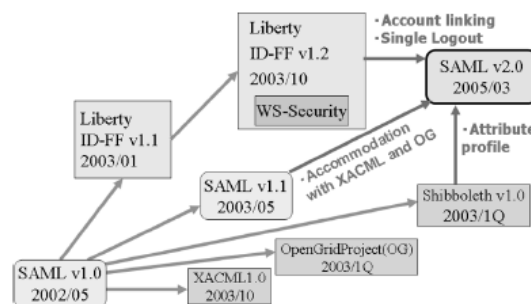 Liberty
ID-FF v1.2
2003/10
WS-Security
・Account linking
・Single Logout
SAML v2.0
2005/03
Liberty
ID-FF v1.1
2003/01
・Accommodation
with XACML and OG
・Attribute
profile
SAML v1.1
2003/05
Shibboleth v1.0
2003/1Q
OpenGridProject(OG)
2003/1Q
SAML v1.0
2002/05
XACML1.0
2003/10